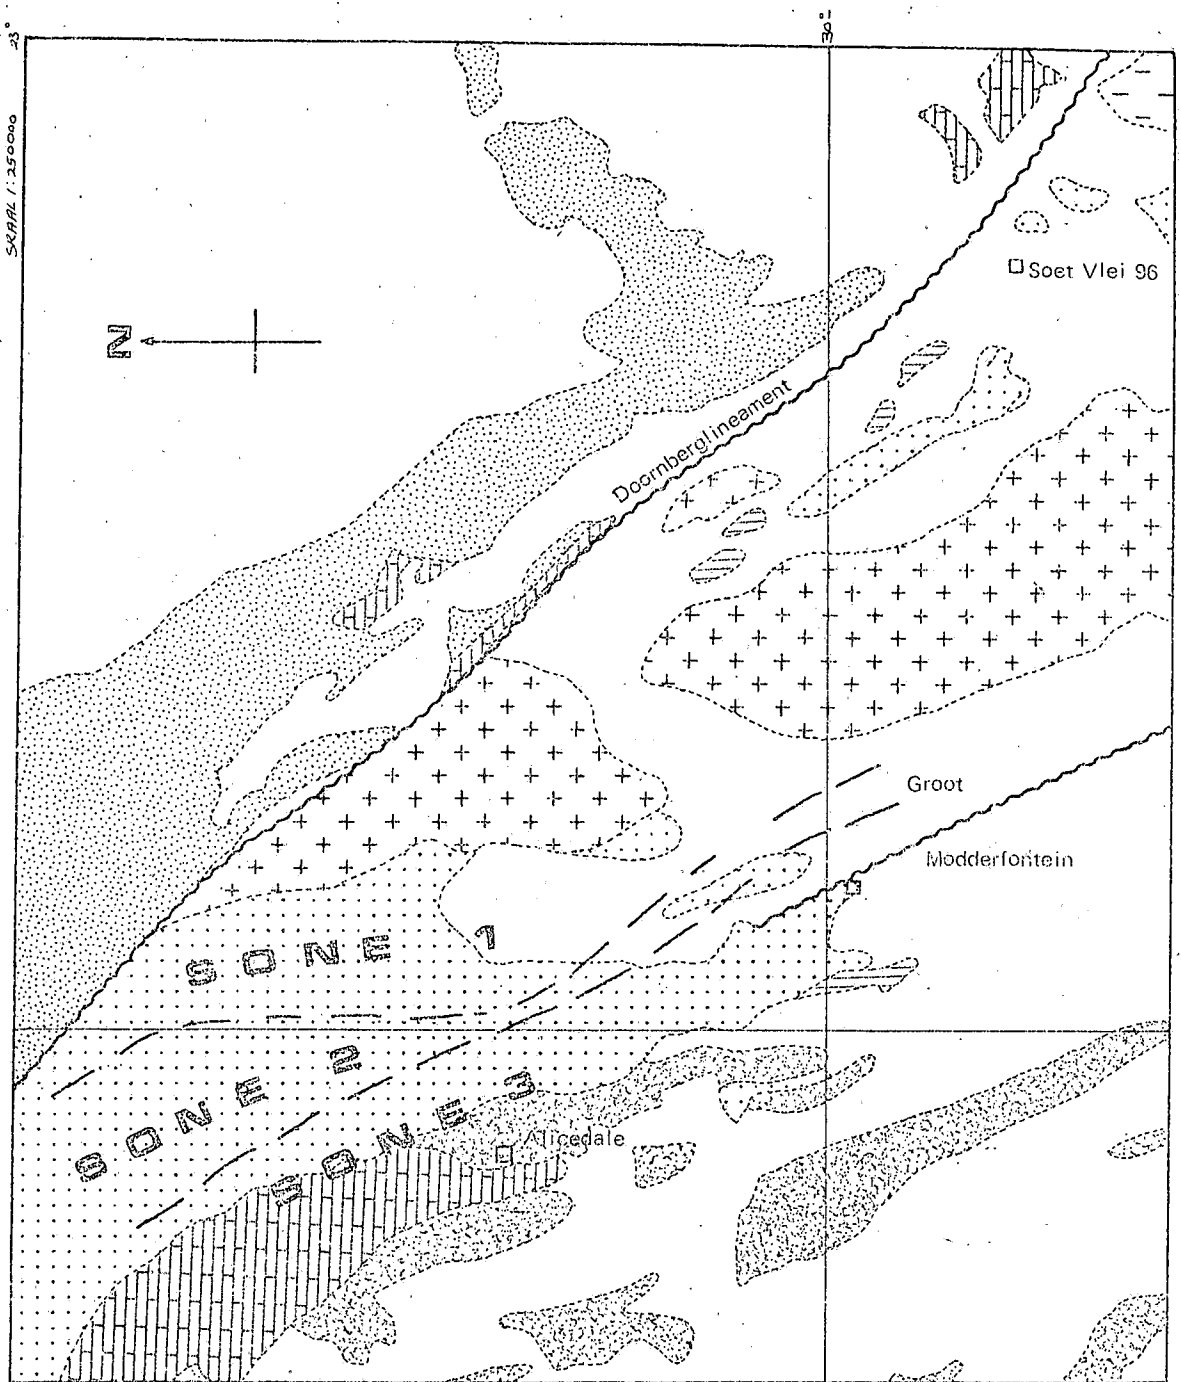 23°
30°
SKAAL 1:250000
N
Soet Vlei 96
Doornberglineament
Groot
Modderfontein
SONE 1
SONE 2
SONE 3
Alicedale